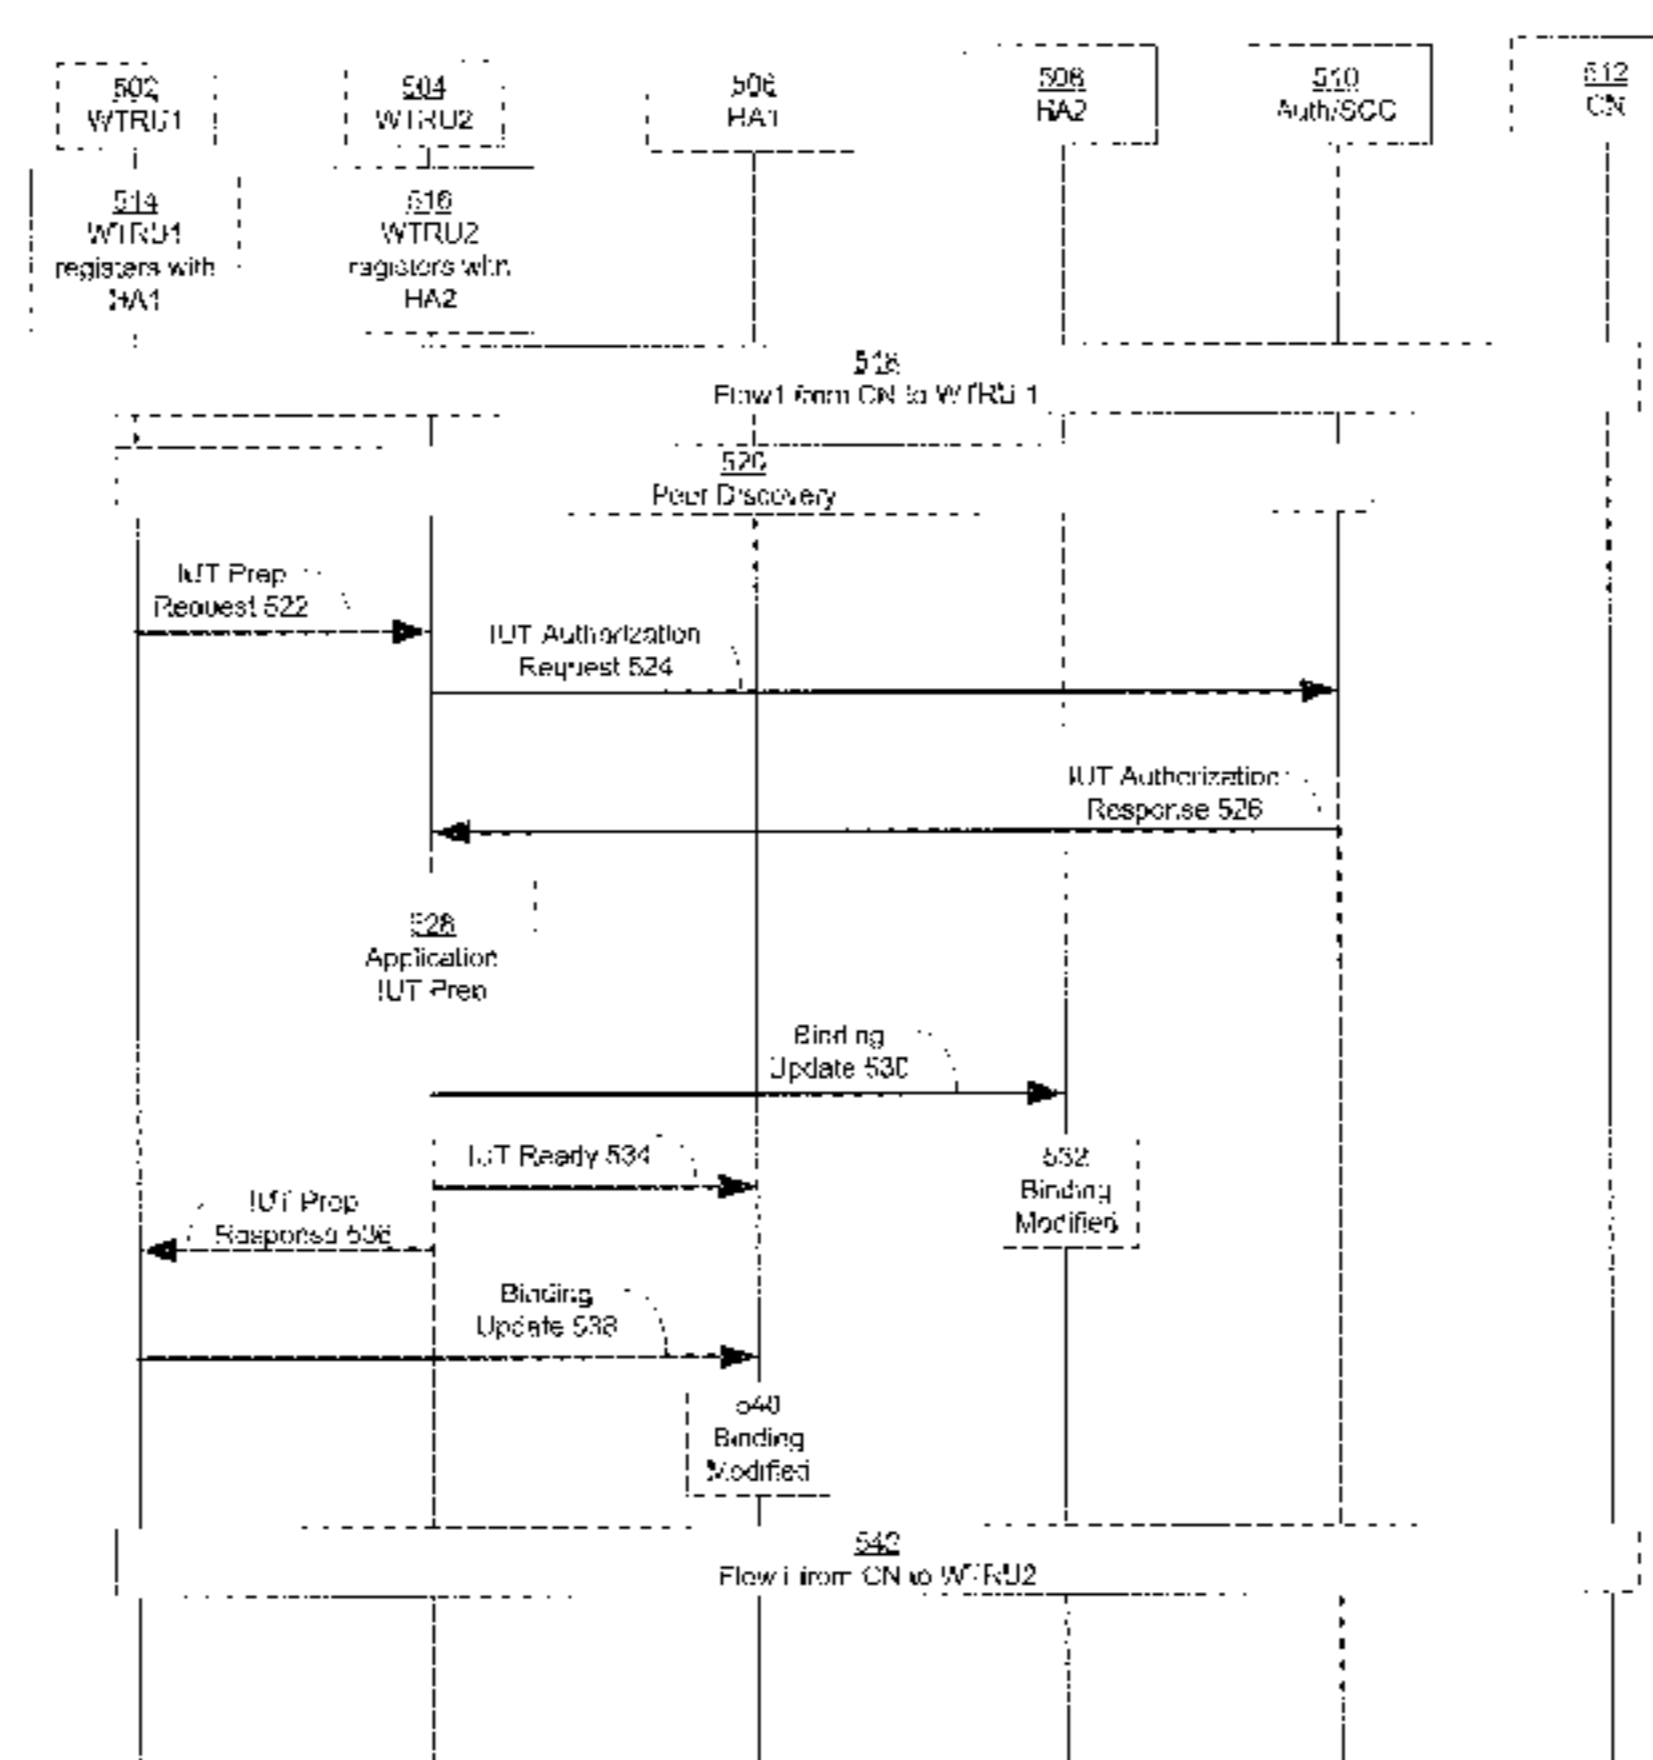 502
WTRU1
504
WTRU2
506
HA1
508
HA2
510
Auth/SCC
512
CN
514
WTRU1
registers with
HA1
516
WTRU2
registers with
HA2
518
Flow1 from CN to WTRU 1
520
Peer Discovery
IUT Prep
Request 522
IUT Authorization
Request 524
IUT Authorization
Response 526
528
Application
IUT Prep
Binding
Update 530
IUT Ready 534
532
Binding
Modified
IUT Prep
Response 536
Binding
Update 538
540
Binding
Modified
542
Flow1 from CN to WTRU2